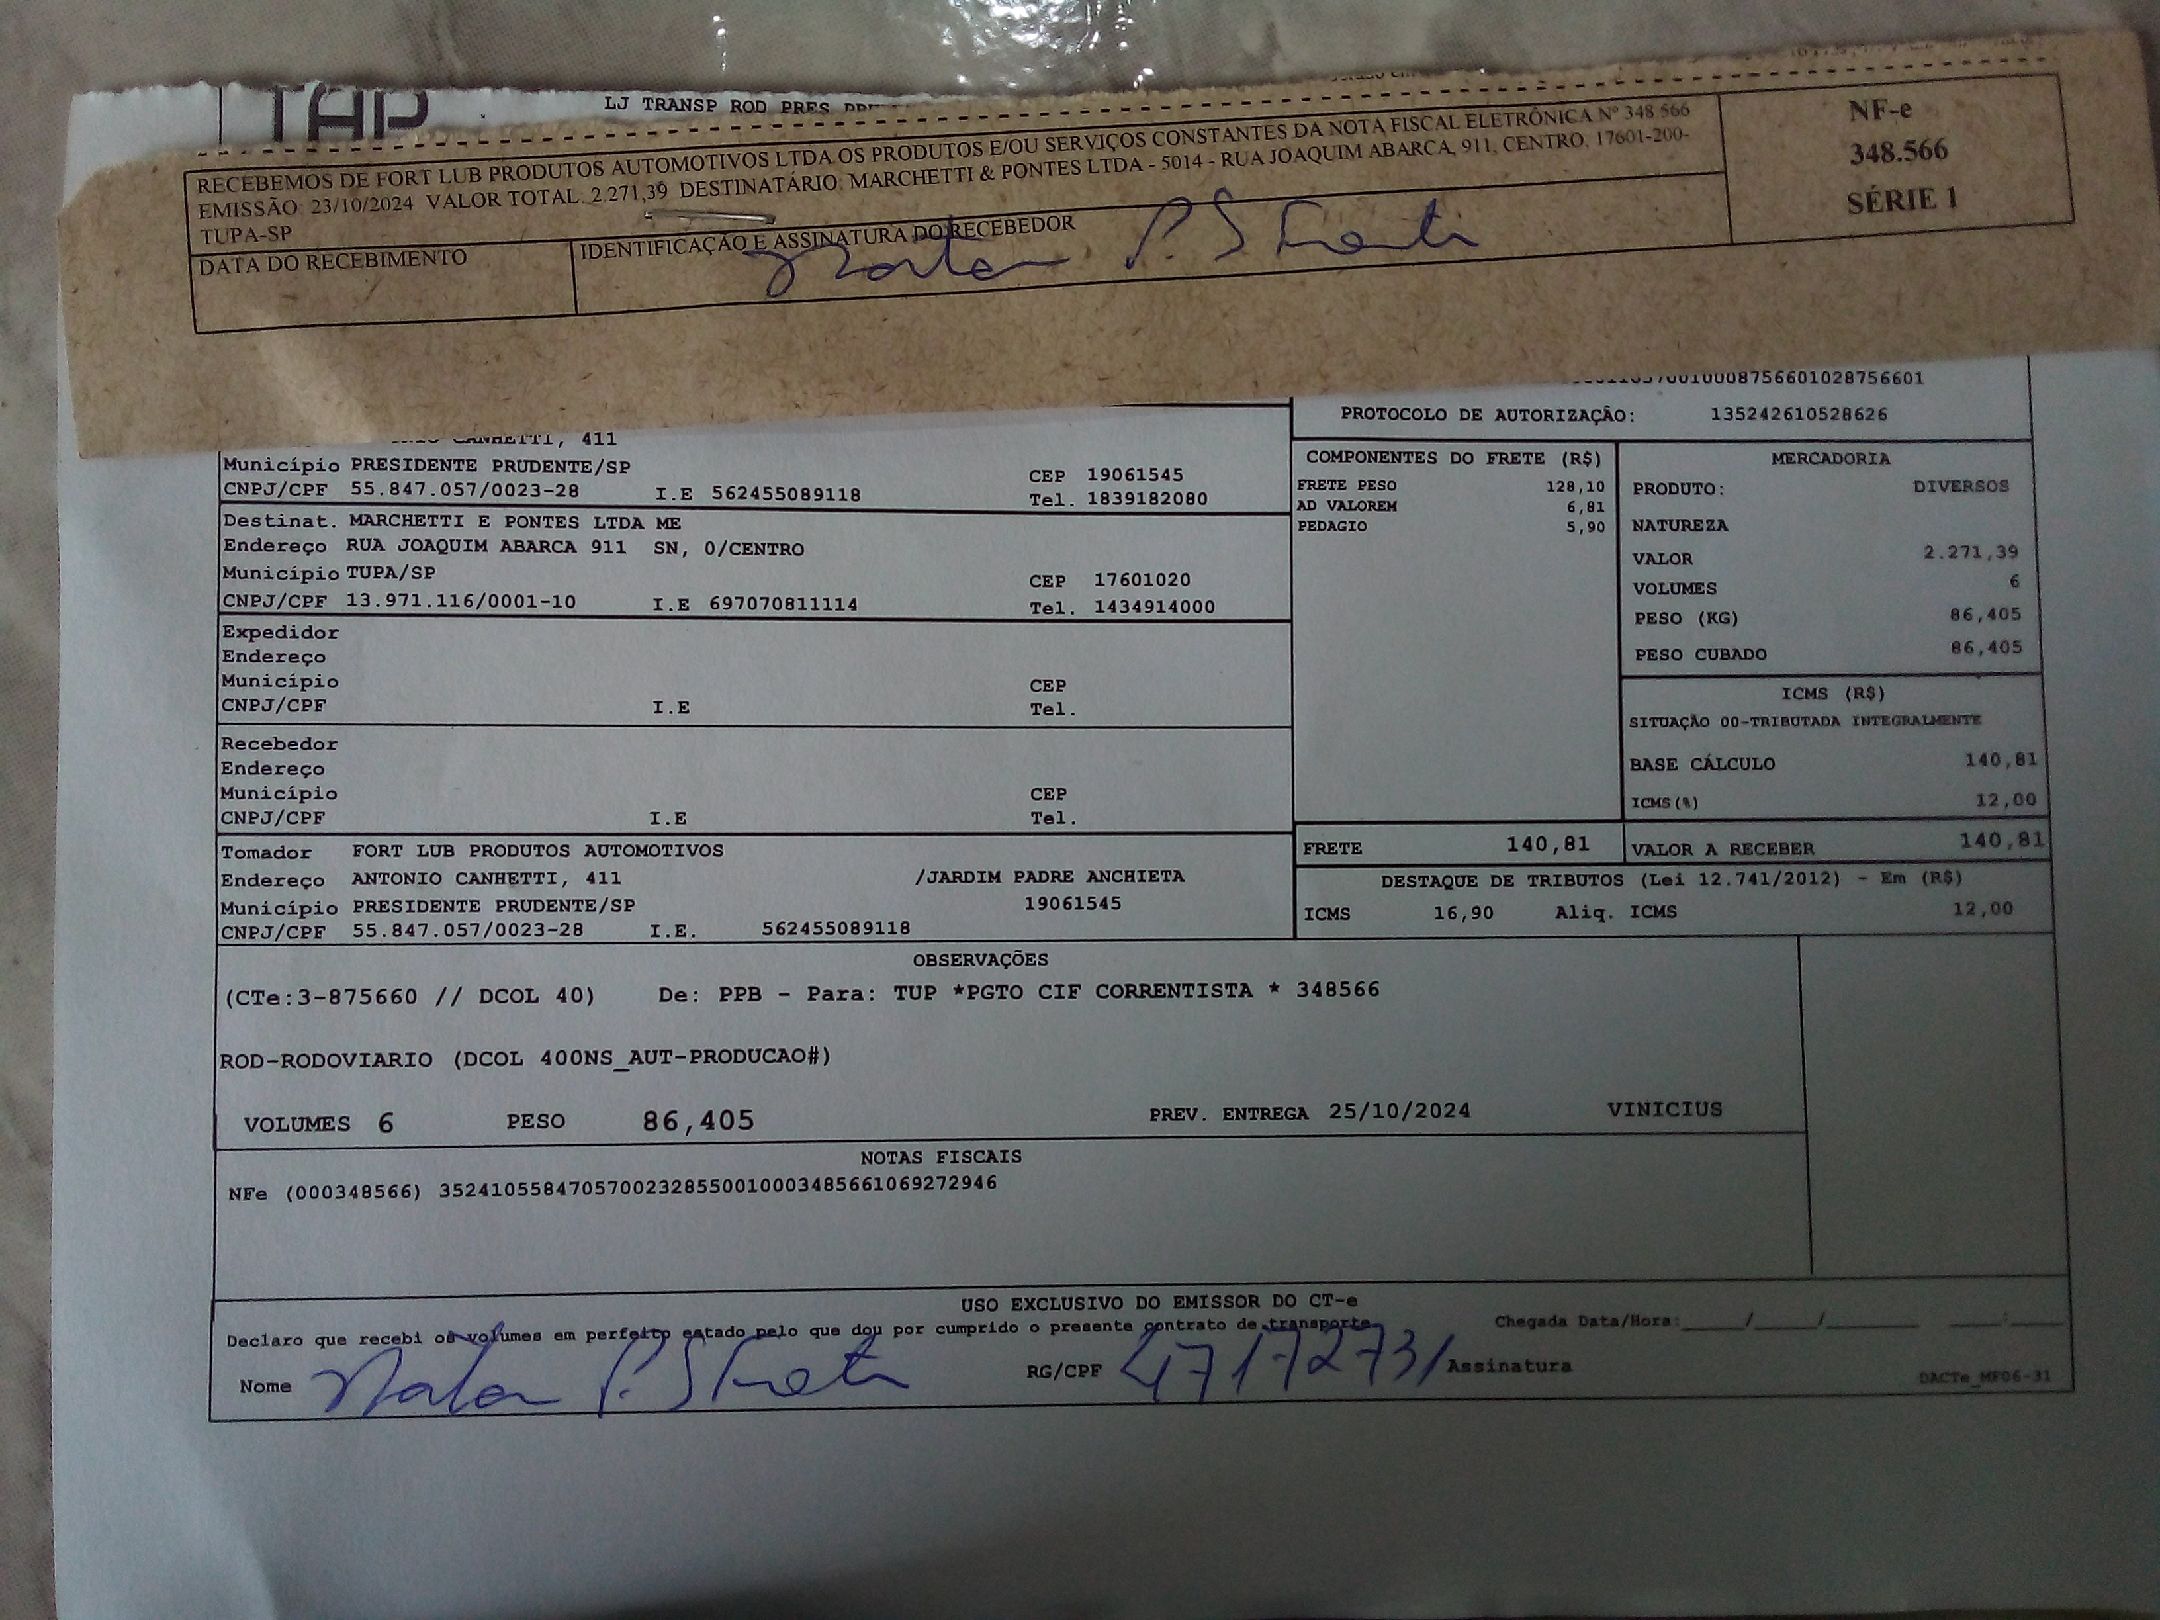 TAP
LJ TRANSP ROD PRES
RECEBEMOS DE FORT LUB PRODUTOS AUTOMOTIVOS LTDA OS PRODUTOS E/OU SERVIÇOS CONSTANTES DA NOTA FISCAL ELETRÔNICA Nº 348 566
EMISSÃO: 23/10/2024 VALOR TOTAL: 2.271,39 DESTINATÁRIO: MARCHETTI & PONTES LTDA - 5014 - RUA JOAQUIM ABARCA, 911, CENTRO, 17601-200-
TUPA-SP
DATA DO RECEBIMENTO
IDENTIFICAÇÃO E ASSINATURA DO RECEBEDOR
NF-e
348.566
SÉRIE 1
CANHETTI, 411
Município PRESIDENTE PRUDENTE/SP CEP 19061545
CNPJ/CPF 55.847.057/0023-28 I.E 562455089118 Tel. 1839182080
Destinat. MARCHETTI E PONTES LTDA ME
Endereço RUA JOAQUIM ABARCA 911 SN, 0/CENTRO
Município TUPA/SP CEP 17601020
CNPJ/CPF 13.971.116/0001-10 I.E 697070811114 Tel. 1434914000
Expedidor
Endereço
Município CEP
CNPJ/CPF I.E Tel.
Recebedor
Endereço
Município CEP
CNPJ/CPF I.E Tel.
Tomador FORT LUB PRODUTOS AUTOMOTIVOS
Endereço ANTONIO CANHETTI, 411 /JARDIM PADRE ANCHIETA
Município PRESIDENTE PRUDENTE/SP 19061545
CNPJ/CPF 55.847.057/0023-28 I.E. 562455089118
PROTOCOLO DE AUTORIZAÇÃO: 135242610528626
COMPONENTES DO FRETE (R$)
FRETE PESO 128,10
AD VALOREM 6,81
PEDAGIO 5,90
MERCADORIA
PRODUTO: DIVERSOS
NATUREZA
VALOR 2.271,39
VOLUMES 6
PESO (KG) 86,405
PESO CUBADO 86,405
ICMS (R$)
SITUAÇÃO 00-TRIBUTADA INTEGRALMENTE
BASE CÁLCULO 140,81
ICMS(%) 12,00
FRETE 140,81 VALOR A RECEBER 140,81
DESTAQUE DE TRIBUTOS (Lei 12.741/2012) - Em (R$)
ICMS 16,90 Aliq. ICMS 12,00
OBSERVAÇÕES
(CTe:3-875660 // DCOL 40) De: PPB - Para: TUP *PGTO CIF CORRENTISTA * 348566
ROD-RODOVIARIO (DCOL 400NS_AUT-PRODUCAO#)
VOLUMES 6 PESO 86,405 PREV. ENTREGA 25/10/2024 VINICIUS
NOTAS FISCAIS
NFe (000348566) 35241055847057002328550010003485661069272946
USO EXCLUSIVO DO EMISSOR DO CT-e
Declaro que recebi os volumes em perfeito estado pelo que dou por cumprido o presente contrato de transporte Chegada Data/Hora:_____/_____/________ ____:____
Nome RG/CPF 47172731 Assinatura
DACTe_MF06-31